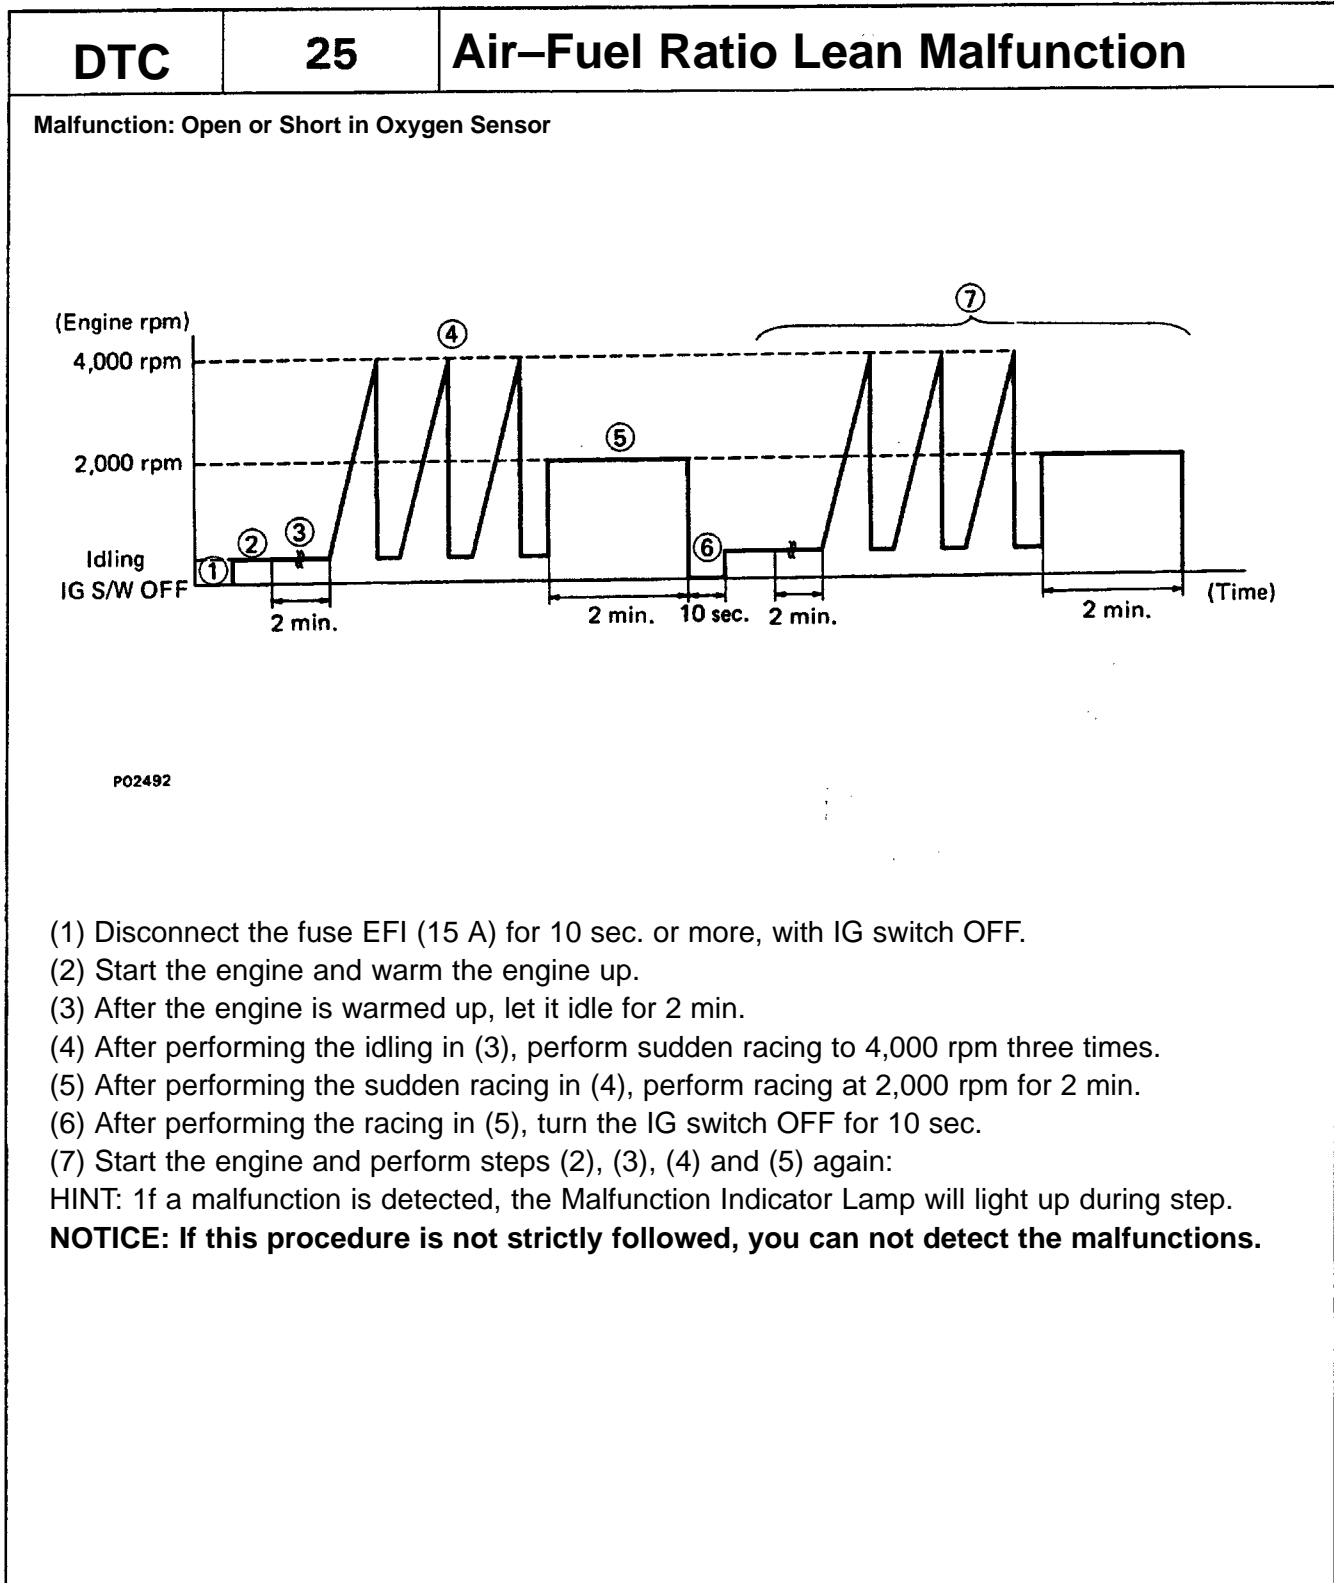 DTC 25 Air–Fuel Ratio Lean Malfunction
Malfunction: Open or Short in Oxygen Sensor
(Engine rpm)
4,000 rpm
2,000 rpm
Idling
IG S/W OFF
1
2
3
4
5
6
7
2 min.
2 min.
10 sec.
2 min.
2 min.
(Time)
P02492
(1) Disconnect the fuse EFI (15 A) for 10 sec. or more, with IG switch OFF.
(2) Start the engine and warm the engine up.
(3) After the engine is warmed up, let it idle for 2 min.
(4) After performing the idling in (3), perform sudden racing to 4,000 rpm three times.
(5) After performing the sudden racing in (4), perform racing at 2,000 rpm for 2 min.
(6) After performing the racing in (5), turn the IG switch OFF for 10 sec.
(7) Start the engine and perform steps (2), (3), (4) and (5) again:
HINT: 1f a malfunction is detected, the Malfunction Indicator Lamp will light up during step.
NOTICE: If this procedure is not strictly followed, you can not detect the malfunctions.